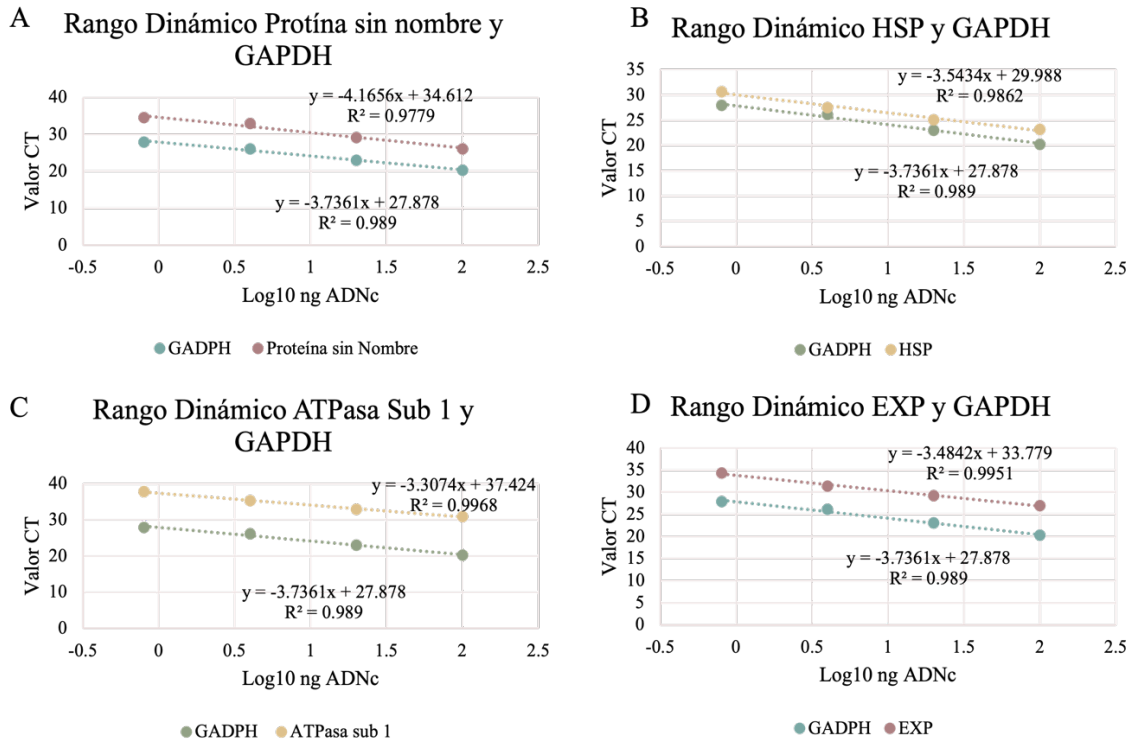 A
Rango Dinámico Protína sin nombre y
GAPDH
y = -4.1656x + 34.612
R² = 0.9779
y = -3.7361x + 27.878
R² = 0.989
40
30
20
10
0
Valor CT
-0.5 0 0.5 1 1.5 2 2.5
Log10 ng ADNc
GADPH Proteína sin Nombre
B
Rango Dinámico HSP y GAPDH
y = -3.5434x + 29.988
R² = 0.9862
y = -3.7361x + 27.878
R² = 0.989
35
30
25
20
15
10
5
0
Valor CT
-0.5 0 0.5 1 1.5 2 2.5
Log10 ng ADNc
GADPH HSP
C
Rango Dinámico ATPasa Sub 1 y
GAPDH
y = -3.3074x + 37.424
R² = 0.9968
y = -3.7361x + 27.878
R² = 0.989
40
30
20
10
0
Valor CT
-0.5 0 0.5 1 1.5 2 2.5
Log10 ng ADNc
GADPH ATPasa sub 1
D
Rango Dinámico EXP y GAPDH
y = -3.4842x + 33.779
R² = 0.9951
y = -3.7361x + 27.878
R² = 0.989
40
35
30
25
20
15
10
5
0
Valor CT
-0.5 0 0.5 1 1.5 2 2.5
Log10 ng ADNc
GADPH EXP